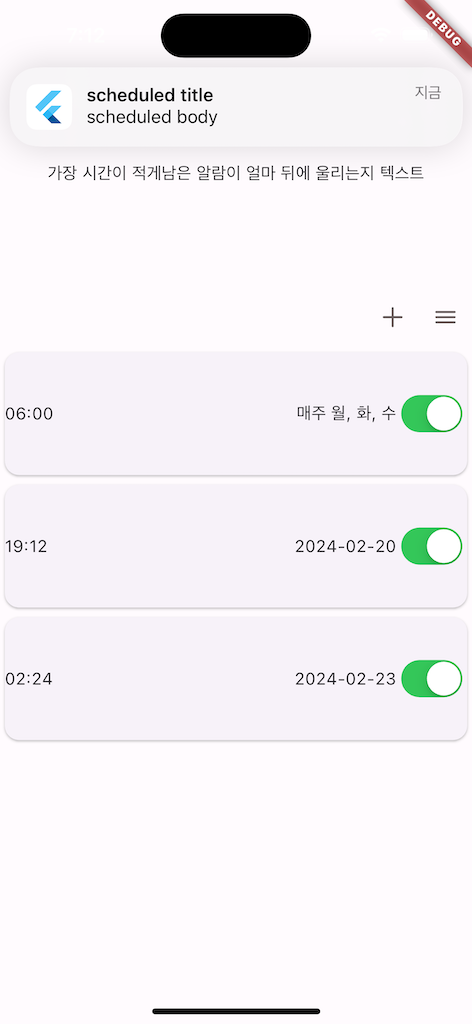 DEBUG
scheduled title
지금
scheduled body
가장 시간이 적게남은 알람이 얼마 뒤에 울리는지 텍스트
06:00
매주 월, 화, 수
19:12
2024-02-20
02:24
2024-02-23